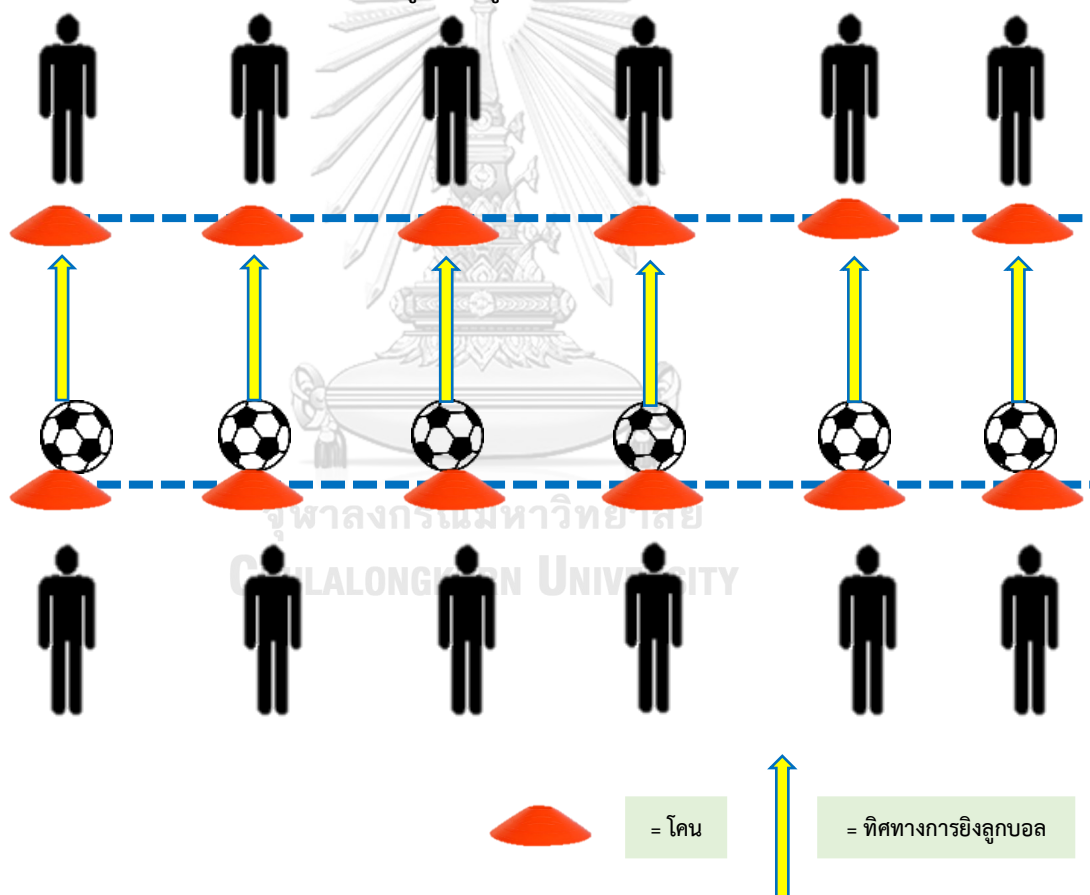 จุฬาลงกรณ์มหาวิทยาลัย
CHULALONGKORN UNIVERSITY
= โคน
= ทิศทางการยิงลูกบอล